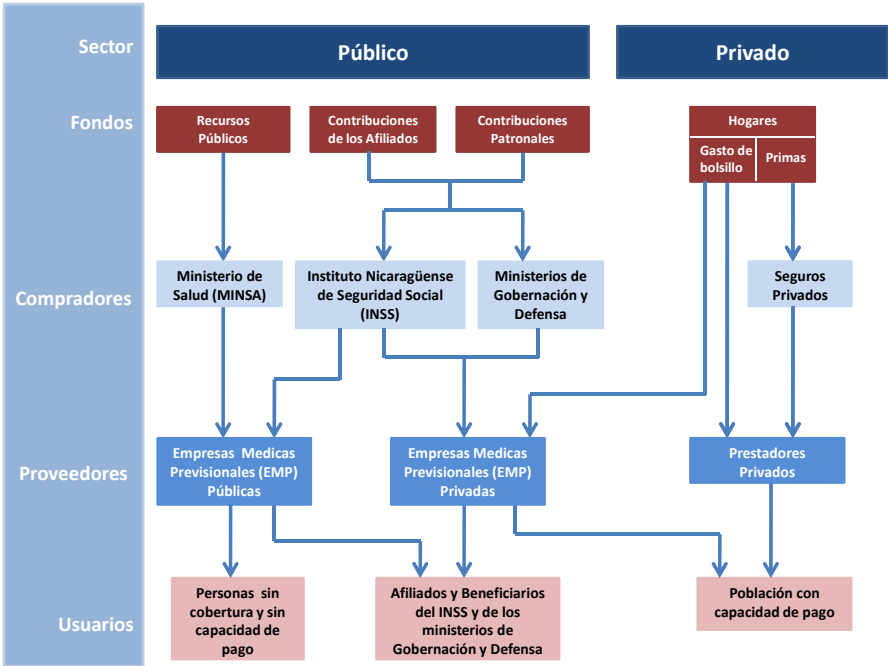 Sector
Público
Privado
Fondos
Recursos
Públicos
Contribuciones
de los Afiliados
Contribuciones
Patronales
Hogares
Gasto de
bolsillo
Primas
Compradores
Ministerio de
Salud (MINSA)
Instituto Nicaragüense
de Seguridad Social
(INSS)
Ministerios de
Gobernación y
Defensa
Seguros
Privados
Proveedores
Empresas Medicas
Previsionales (EMP)
Públicas
Empresas Medicas
Previsionales (EMP)
Privadas
Prestadores
Privados
Usuarios
Personas sin
cobertura y sin
capacidad de
pago
Afiliados y Beneficiarios
del INSS y de los
ministerios de
Gobernación y Defensa
Población con
capacidad de pago